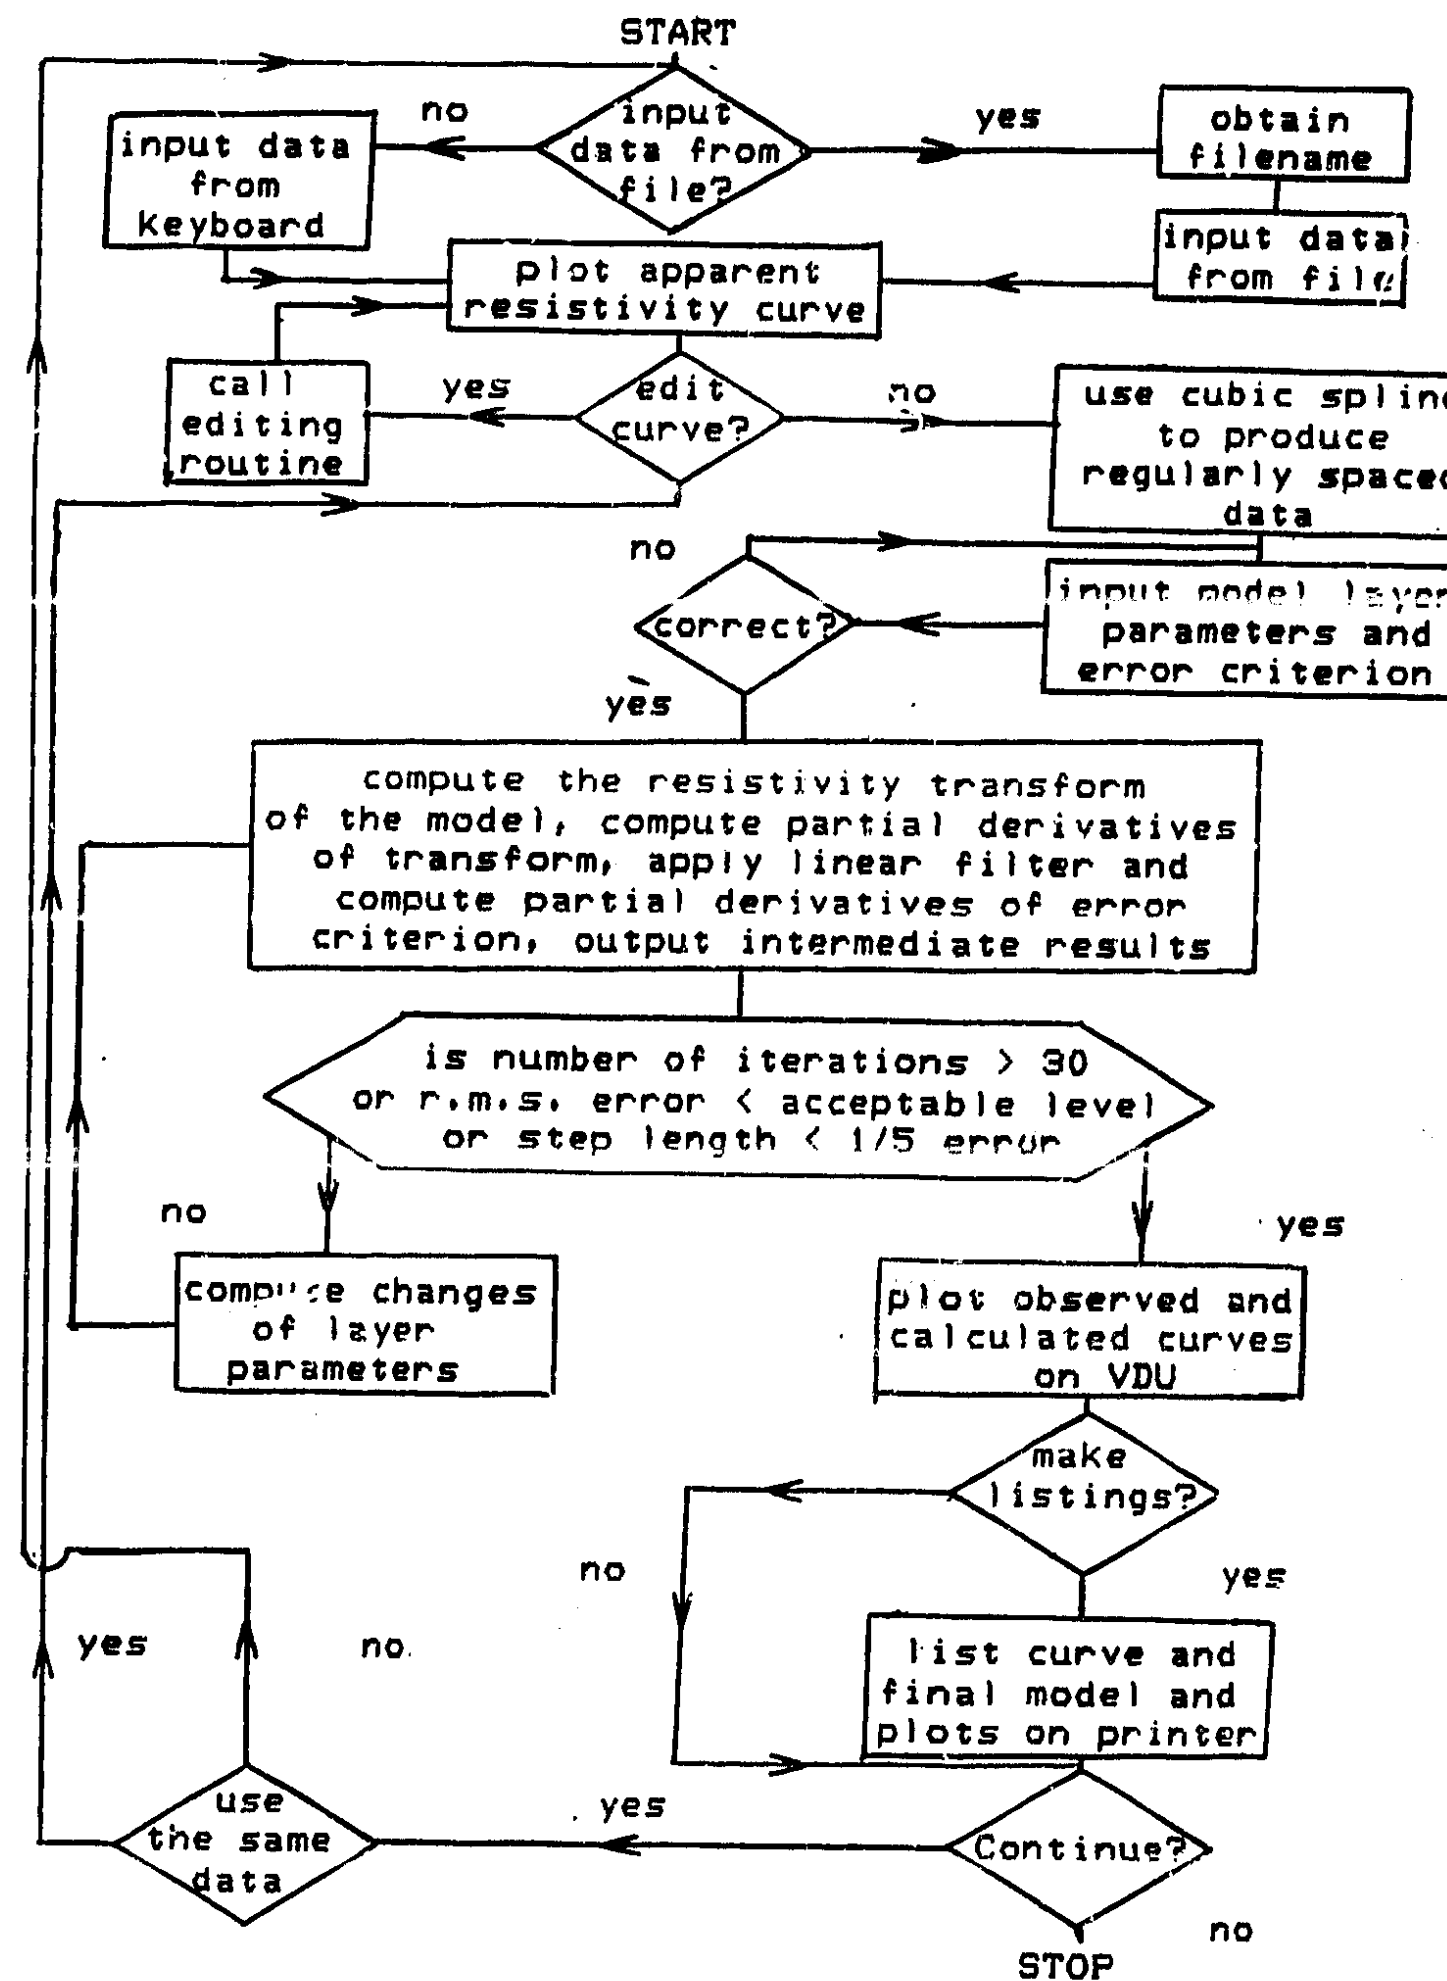 START
no
input
data from
file?
yes
obtain
filename
input data
from
keyboard
input data
from file
plot apparent
resistivity curve
call
editing
routine
yes
edit
curve?
no
use cubic spline
to produce
regularly spaced
data
no
correct?
input model layer
parameters and
error criterion
yes
compute the resistivity transform
of the model, compute partial derivatives
of transform, apply linear filter and
compute partial derivatives of error
criterion, output intermediate results
is number of iterations > 30
or r.m.s. error < acceptable level
or step length < 1/5 error
no
yes
compute changes
of layer
parameters
plot observed and
calculated curves
on VDU
make
listings?
no
yes
yes
no
list curve and
final model and
plots on printer
use
the same
data
yes
Continue?
no
STOP